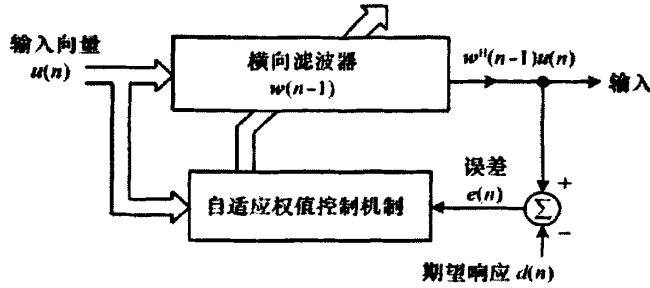 输入向量
u(n)
横向滤波器
w(n-1)
w^H(n-1)u(n)
输入
误差
e(n)
自适应权值控制机制
+
Σ
−
期望响应 d(n)